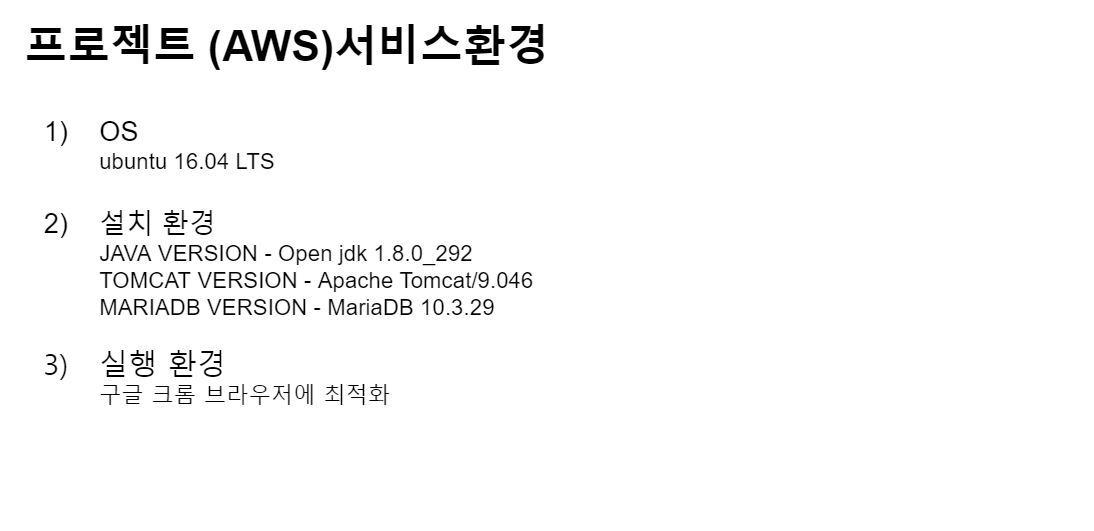 프로젝트 (AWS)서비스환경
1) OS
ubuntu 16.04 LTS
2) 설치 환경
JAVA VERSION - Open jdk 1.8.0_292
TOMCAT VERSION - Apache Tomcat/9.046
MARIADB VERSION - MariaDB 10.3.29
3) 실행 환경
구글 크롬 브라우저에 최적화